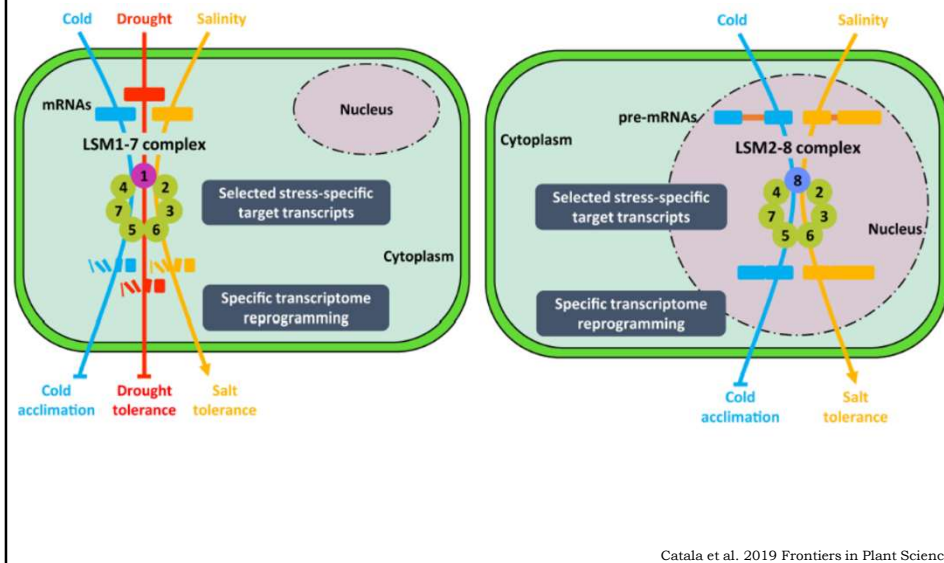 Cold Drought Salinity
mRNAs
Nucleus
LSM1-7 complex
1
4 2
7 3
5 6
Selected stress-specific
target transcripts
Cytoplasm
Specific transcriptome
reprogramming
Cold
acclimation
Drought
tolerance
Salt
tolerance
Cold Salinity
pre-mRNAs
Cytoplasm
LSM2-8 complex
8
4 2
7 3
5 6
Selected stress-specific
target transcripts
Nucleus
Specific transcriptome
reprogramming
Cold
acclimation
Salt
tolerance
Catala et al. 2019 Frontiers in Plant Scienc